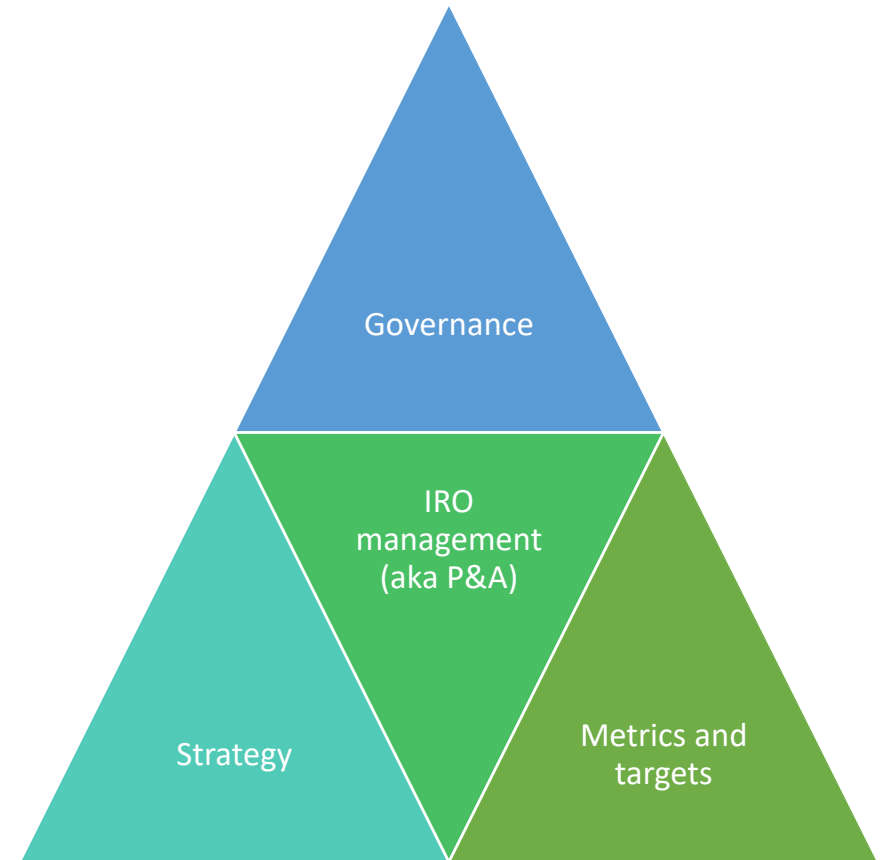 Governance
IRO
management
(aka P&A)
Strategy
Metrics and
targets